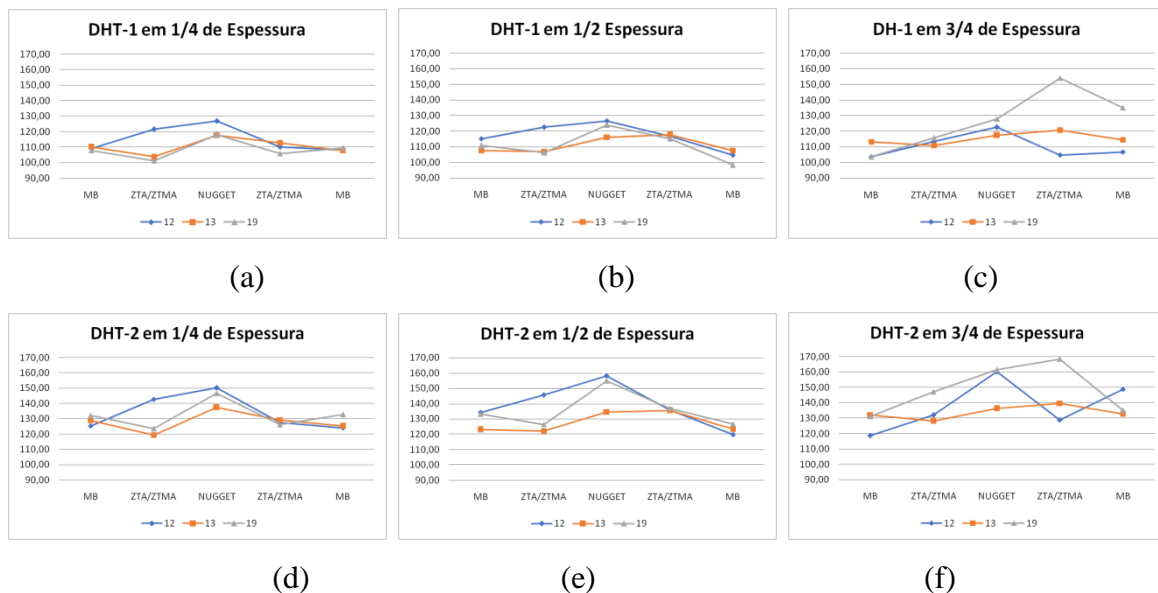 DHT-1 em 1/4 de Espessura
170,00
160,00
150,00
140,00
130,00
120,00
110,00
100,00
90,00
MB ZTA/ZTMA NUGGET ZTA/ZTMA MB
12 13 19
(a)
DHT-1 em 1/2 Espessura
170,00
160,00
150,00
140,00
130,00
120,00
110,00
100,00
90,00
MB ZTA/ZTMA NUGGET ZTA/ZTMA MB
12 13 19
(b)
DH-1 em 3/4 de Espessura
170,00
160,00
150,00
140,00
130,00
120,00
110,00
100,00
90,00
MB ZTA/ZTMA NUGGET ZTA/ZTMA MB
12 13 19
(c)
DHT-2 em 1/4 de Espessura
170,00
160,00
150,00
140,00
130,00
120,00
110,00
100,00
90,00
MB ZTA/ZTMA NUGGET ZTA/ZTMA MB
12 13 19
(d)
DHT-2 em 1/2 de Espessura
170,00
160,00
150,00
140,00
130,00
120,00
110,00
100,00
90,00
MB ZTA/ZTMA NUGGET ZTA/ZTMA MB
12 13 19
(e)
DHT-2 em 3/4 de Espessura
170,00
160,00
150,00
140,00
130,00
120,00
110,00
100,00
90,00
MB ZTA/ZTMA NUGGET ZTA/ZTMA MB
12 13 19
(f)